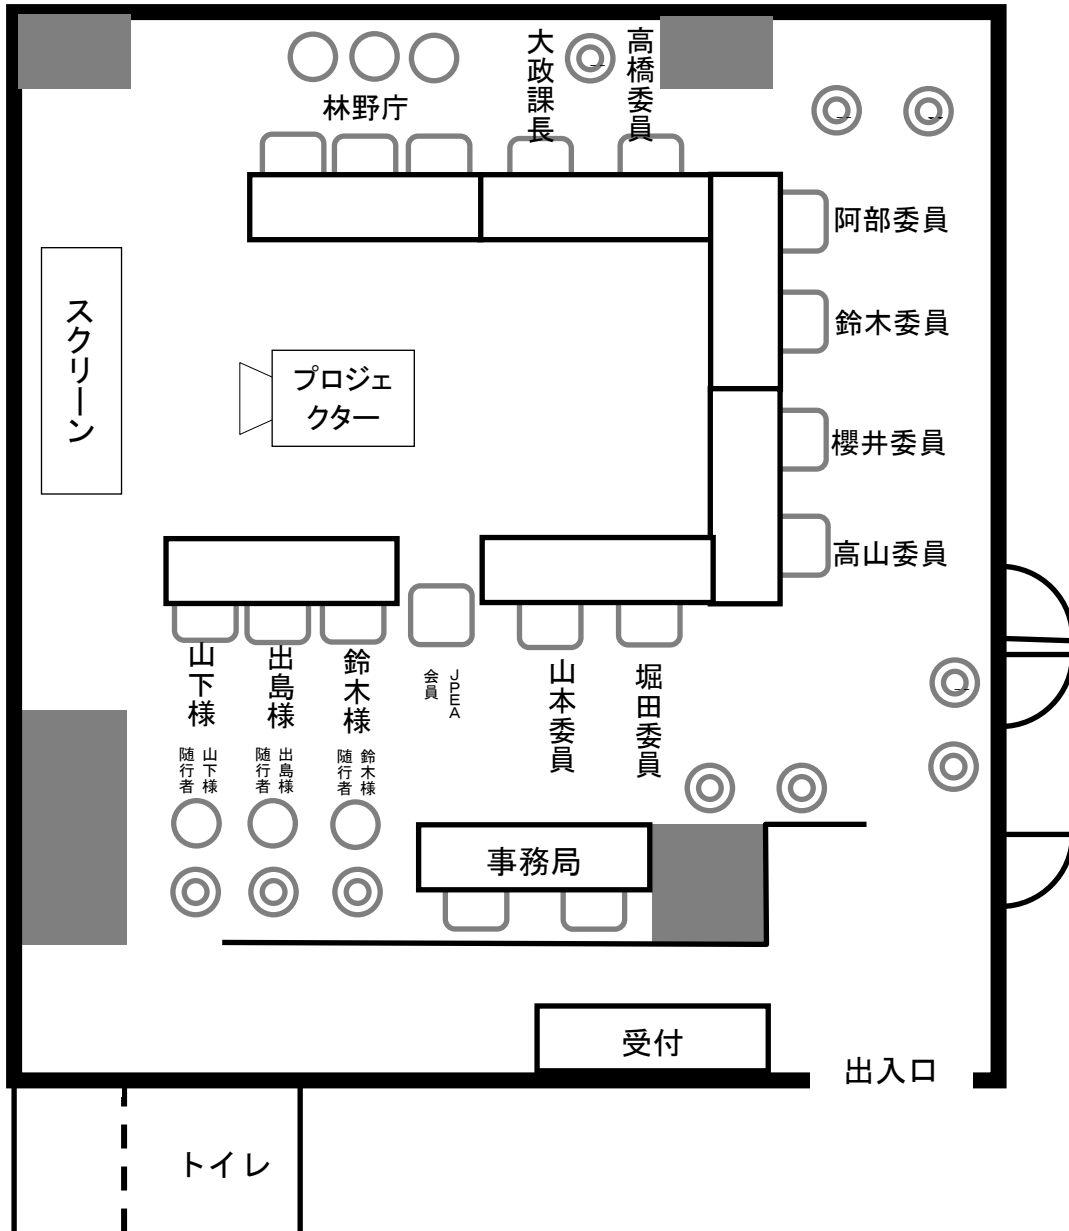 大政課長
高橋委員
林野庁
阿部委員
鈴木委員
櫻井委員
高山委員
スクリーン
プロジェ
クター
山下様
出島様
鈴木様
JPEA
会員
山本委員
堀田委員
山下様
随行者
出島様
随行者
鈴木様
随行者
事務局
受付
出入口
トイレ